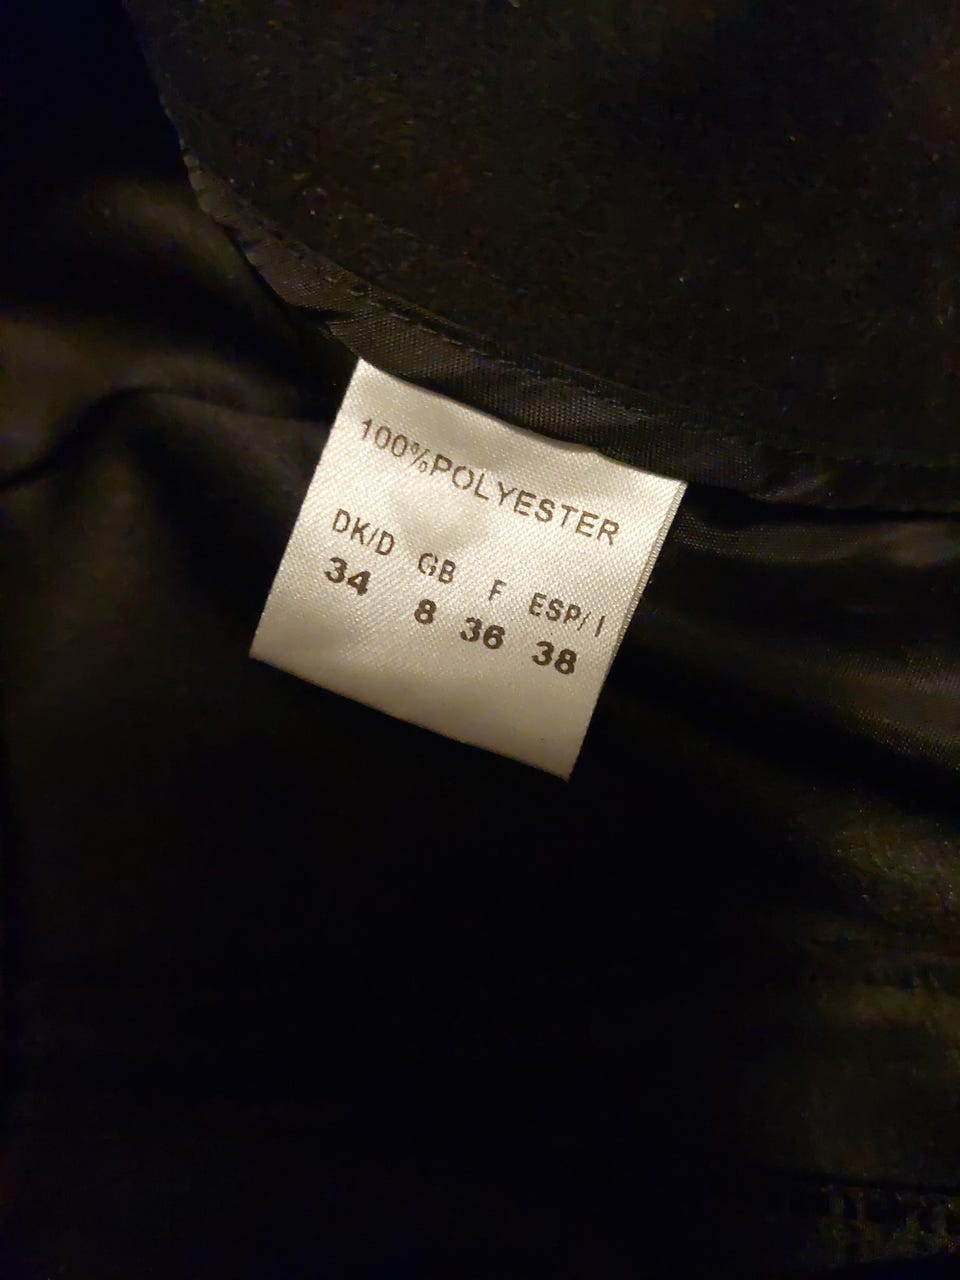 100%POLYESTER
DK/D GB F ESP/I
34 8 36 38